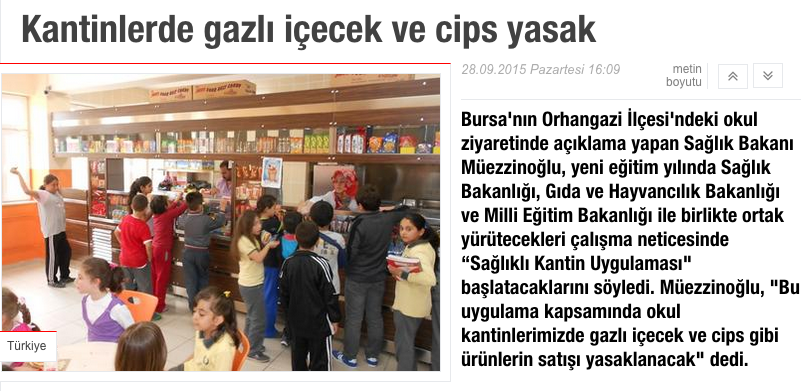 Kantinlerde gazlı içecek ve cips yasak
28.09.2015 Pazartesi 16:09
metin
boyutu
Bursa'nın Orhangazi İlçesi'ndeki okul
ziyaretinde açıklama yapan Sağlık Bakanı
Müezzinoğlu, yeni eğitim yılında Sağlık
Bakanlığı, Gıda ve Hayvancılık Bakanlığı
ve Milli Eğitim Bakanlığı ile birlikte ortak
yürütecekleri çalışma neticesinde
“Sağlıklı Kantin Uygulaması"
başlatacaklarını söyledi. Müezzinoğlu, "Bu
uygulama kapsamında okul
kantinlerimizde gazlı içecek ve cips gibi
ürünlerin satışı yasaklanacak" dedi.
Türkiye